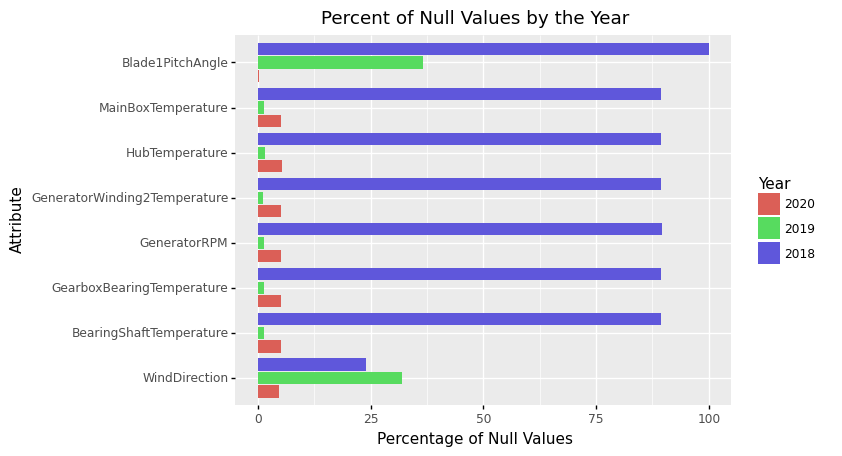 Percent of Null Values by the Year
Attribute
Blade1PitchAngle
MainBoxTemperature
HubTemperature
GeneratorWinding2Temperature
GeneratorRPM
GearboxBearingTemperature
BearingShaftTemperature
WindDirection
0 25 50 75 100
Percentage of Null Values
Year
2020
2019
2018